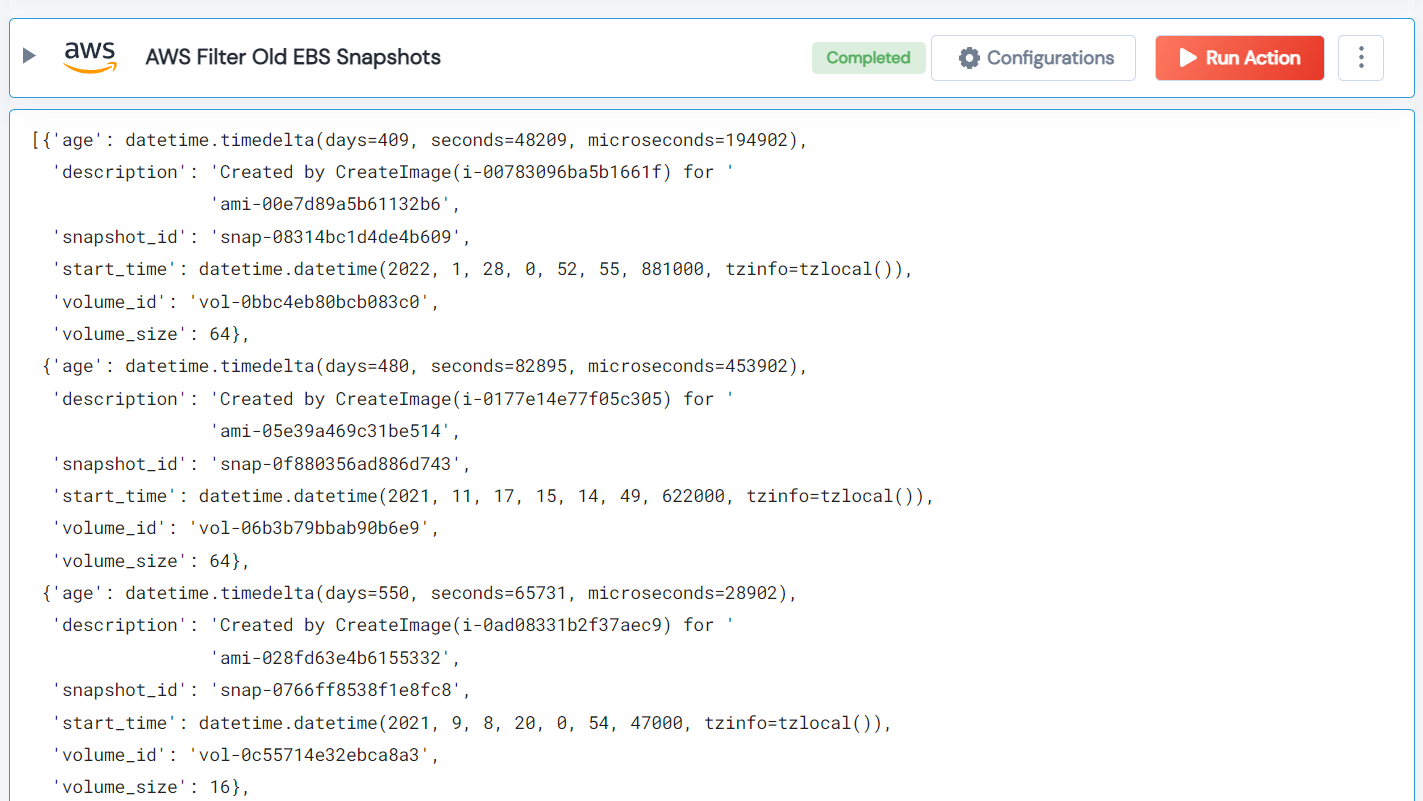 aws AWS Filter Old EBS Snapshots Completed Configurations Run Action
[{'age': datetime.timedelta(days=409, seconds=48209, microseconds=194902),
'description': 'Created by CreateImage(i-00783096ba5b1661f) for '
'ami-00e7d89a5b61132b6',
'snapshot_id': 'snap-08314bc1d4de4b609',
'start_time': datetime.datetime(2022, 1, 28, 0, 52, 55, 881000, tzinfo=tzlocal()),
'volume_id': 'vol-0bbc4eb80bcb083c0',
'volume_size': 64},
{'age': datetime.timedelta(days=480, seconds=82895, microseconds=453902),
'description': 'Created by CreateImage(i-0177e14e77f05c305) for '
'ami-05e39a469c31be514',
'snapshot_id': 'snap-0f880356ad886d743',
'start_time': datetime.datetime(2021, 11, 17, 15, 14, 49, 622000, tzinfo=tzlocal()),
'volume_id': 'vol-06b3b79bbab90b6e9',
'volume_size': 64},
{'age': datetime.timedelta(days=550, seconds=65731, microseconds=28902),
'description': 'Created by CreateImage(i-0ad08331b2f37aec9) for '
'ami-028fd63e4b6155332',
'snapshot_id': 'snap-0766ff8538f1e8fc8',
'start_time': datetime.datetime(2021, 9, 8, 20, 0, 54, 47000, tzinfo=tzlocal()),
'volume_id': 'vol-0c55714e32ebca8a3',
'volume_size': 16},